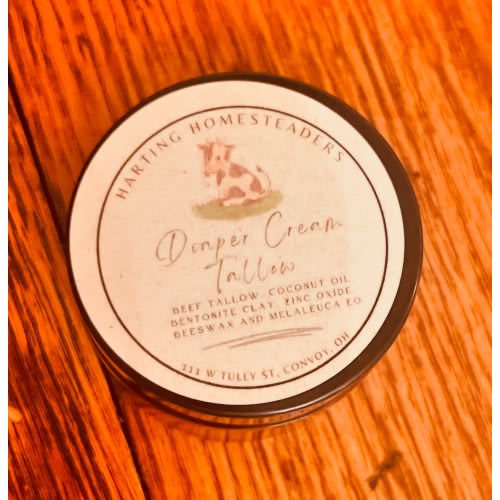 HARTING HOMESTEADERS
Diaper Cream
Tallow
BEEF TALLOW, COCONUT OIL
BENTONITE CLAY, ZINC OXIDE,
BEESWAX AND MELALEUCA EO
111 W TULLY ST, CONVOY, OH